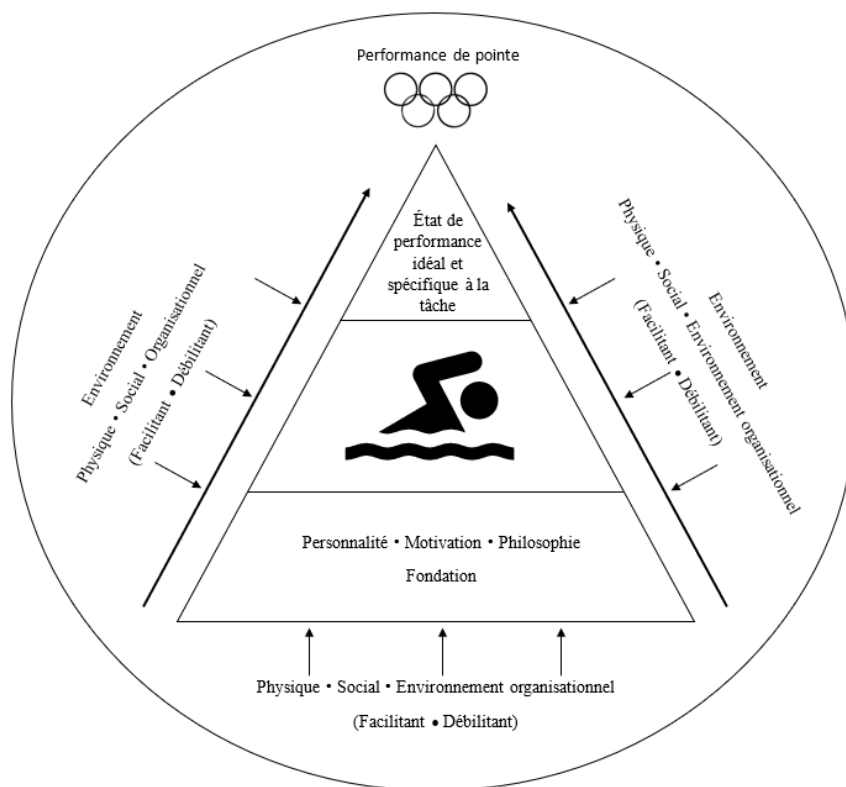 Performance de pointe
État de
performance
idéal et
spécifique à la
tâche
Environnement
Physique • Social • Organisationnel
(Facilitant • Débilitant)
Environnement
Physique • Social • Environnement organisationnel
(Facilitant • Débilitant)
Personnalité • Motivation • Philosophie
Fondation
Physique • Social • Environnement organisationnel
(Facilitant • Débilitant)